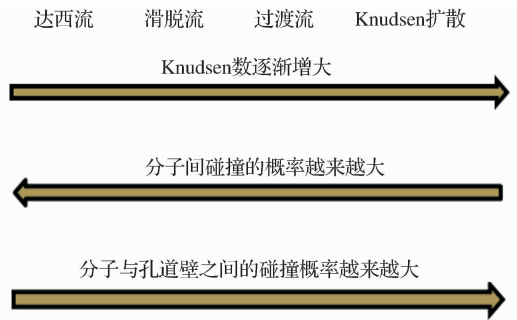 达西流 滑脱流 过渡流 Knudsen扩散
Knudsen数逐渐增大
分子间碰撞的概率越来越大
分子与孔道壁之间的碰撞概率越来越大